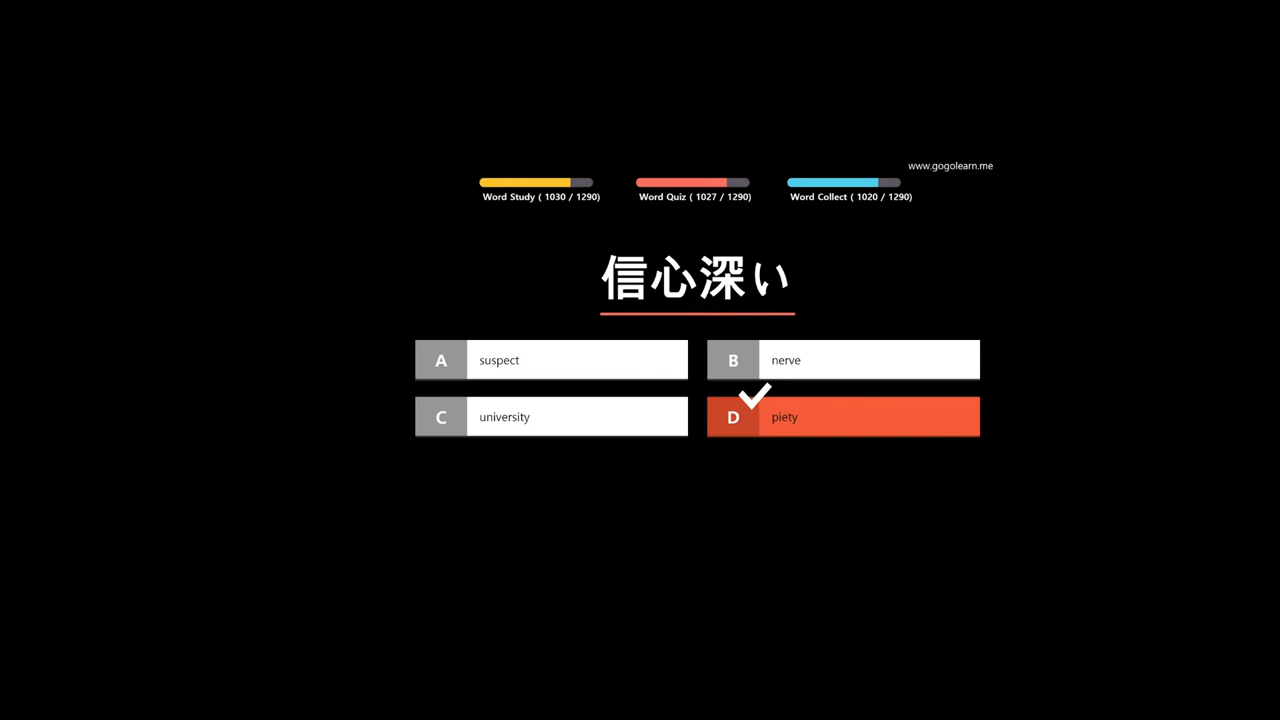 www.gogolearn.me
Word Study ( 1030 / 1290)
Word Quiz ( 1027 / 1290)
Word Collect ( 1020 / 1290)
信心深い
A suspect
B nerve
C university
D piety